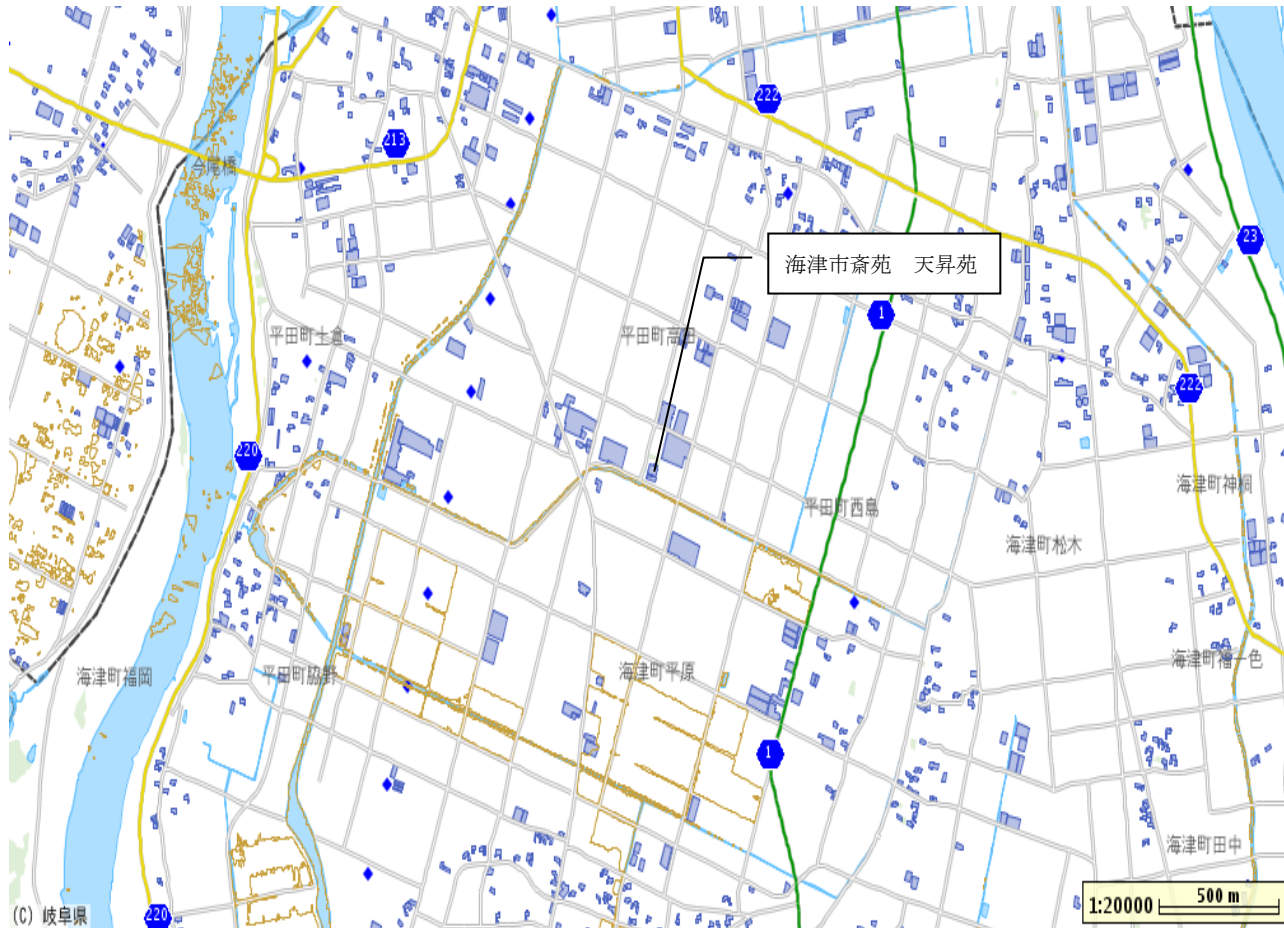 222
213
今尾橋
23
海津市斎苑　天昇苑
1
平田町土倉
平田町高田
222
220
海津町神桐
平田町西島
海津町松木
海津町福一色
海津町福岡
平田町脇野
海津町平原
1
海津町田中
220
(C) 岐阜県
1:20000
500 m